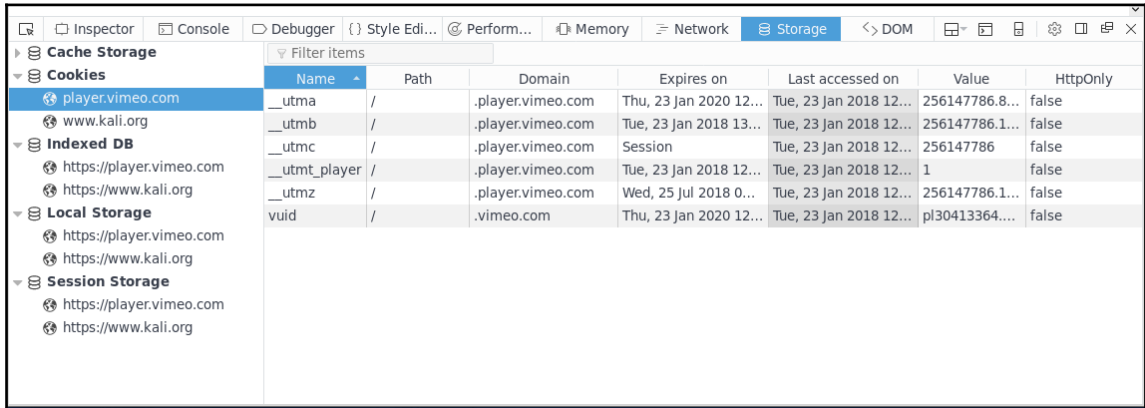 Inspector Console Debugger {} Style Edi... Perform... Memory Network Storage DOM
Cache Storage
Cookies
player.vimeo.com
www.kali.org
Indexed DB
https://player.vimeo.com
https://www.kali.org
Local Storage
https://player.vimeo.com
https://www.kali.org
Session Storage
https://player.vimeo.com
https://www.kali.org
Filter items
Name Path Domain Expires on Last accessed on Value HttpOnly
__utma / .player.vimeo.com Thu, 23 Jan 2020 12... Tue, 23 Jan 2018 12... 256147786.8... false
__utmb / .player.vimeo.com Tue, 23 Jan 2018 13... Tue, 23 Jan 2018 12... 256147786.1... false
__utmc / .player.vimeo.com Session Tue, 23 Jan 2018 12... 256147786 false
__utmt_player / .player.vimeo.com Tue, 23 Jan 2018 12... Tue, 23 Jan 2018 12... 1 false
__utmz / .player.vimeo.com Wed, 25 Jul 2018 0... Tue, 23 Jan 2018 12... 256147786.1... false
vuid / .vimeo.com Thu, 23 Jan 2020 12... Tue, 23 Jan 2018 12... pl30413364.... false